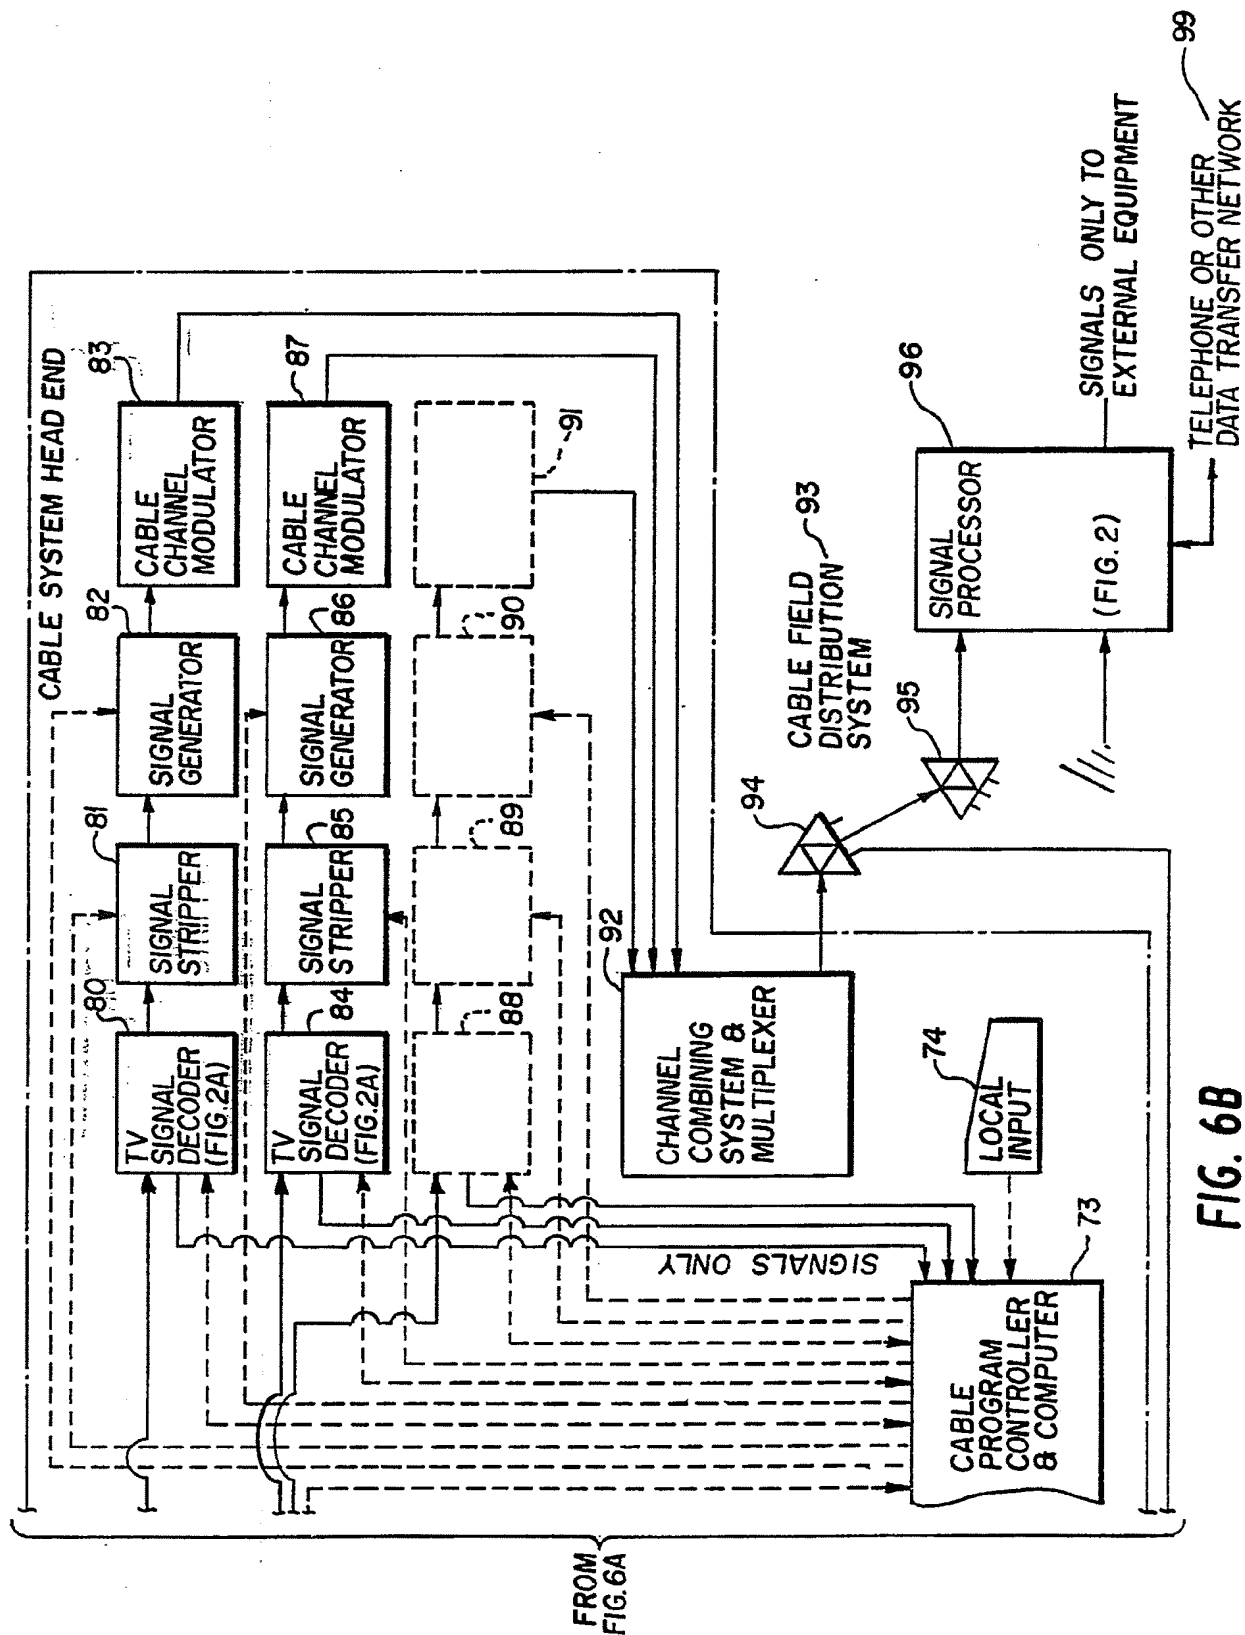 CABLE SYSTEM HEAD END
80
TV
SIGNAL
DECODER
(FIG.2A)
81
SIGNAL
STRIPPER
82
SIGNAL
GENERATOR
83
CABLE
CHANNEL
MODULATOR
84
TV
SIGNAL
DECODER
(FIG.2A)
85
SIGNAL
STRIPPER
86
SIGNAL
GENERATOR
87
CABLE
CHANNEL
MODULATOR
88
89
90
91
FROM
FIG.6A
SIGNALS ONLY
92
CHANNEL
COMBINING
SYSTEM &
MULTIPLEXER
CABLE FIELD
DISTRIBUTION
SYSTEM
93
94
95
96
SIGNAL
PROCESSOR
(FIG. 2)
SIGNALS ONLY TO
EXTERNAL EQUIPMENT
99
TELEPHONE OR OTHER
DATA TRANSFER NETWORK
74
LOCAL
INPUT
73
CABLE
PROGRAM
CONTROLLER
& COMPUTER
FIG. 6B